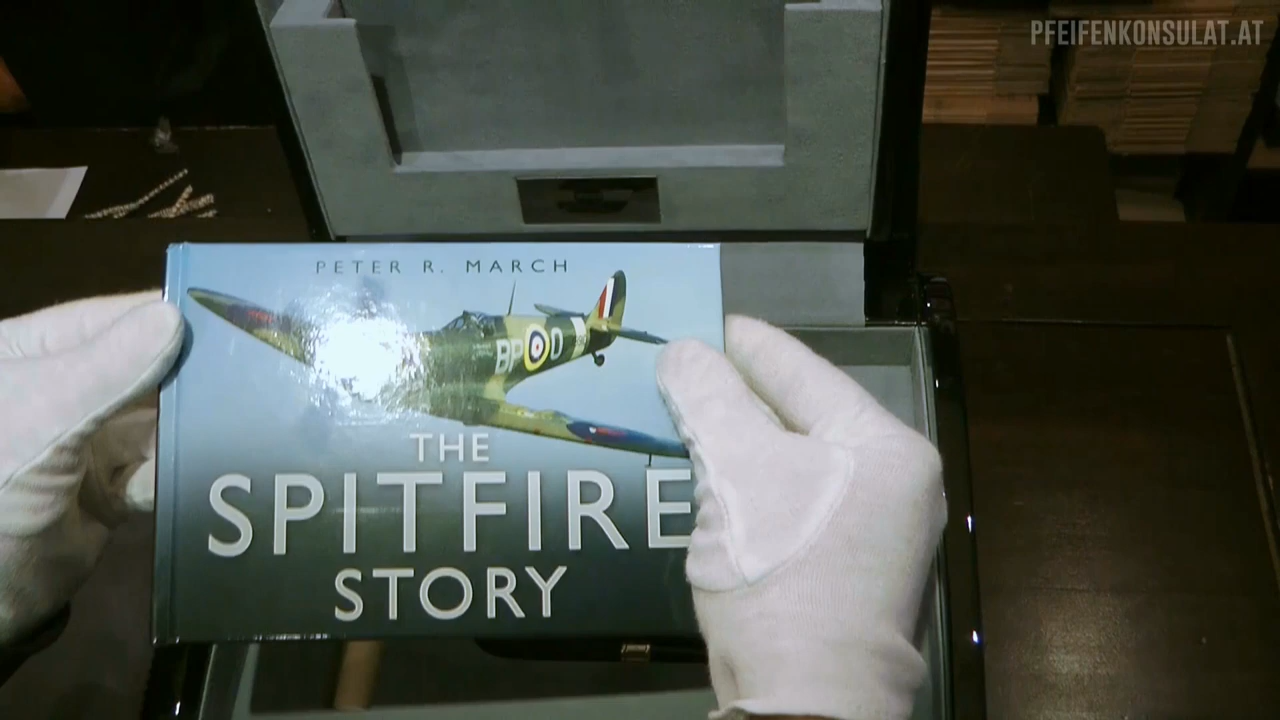 PFEIFENKONSULAT.AT
PETER R. MARCH
BP D
THE
SPITFIRE
STORY